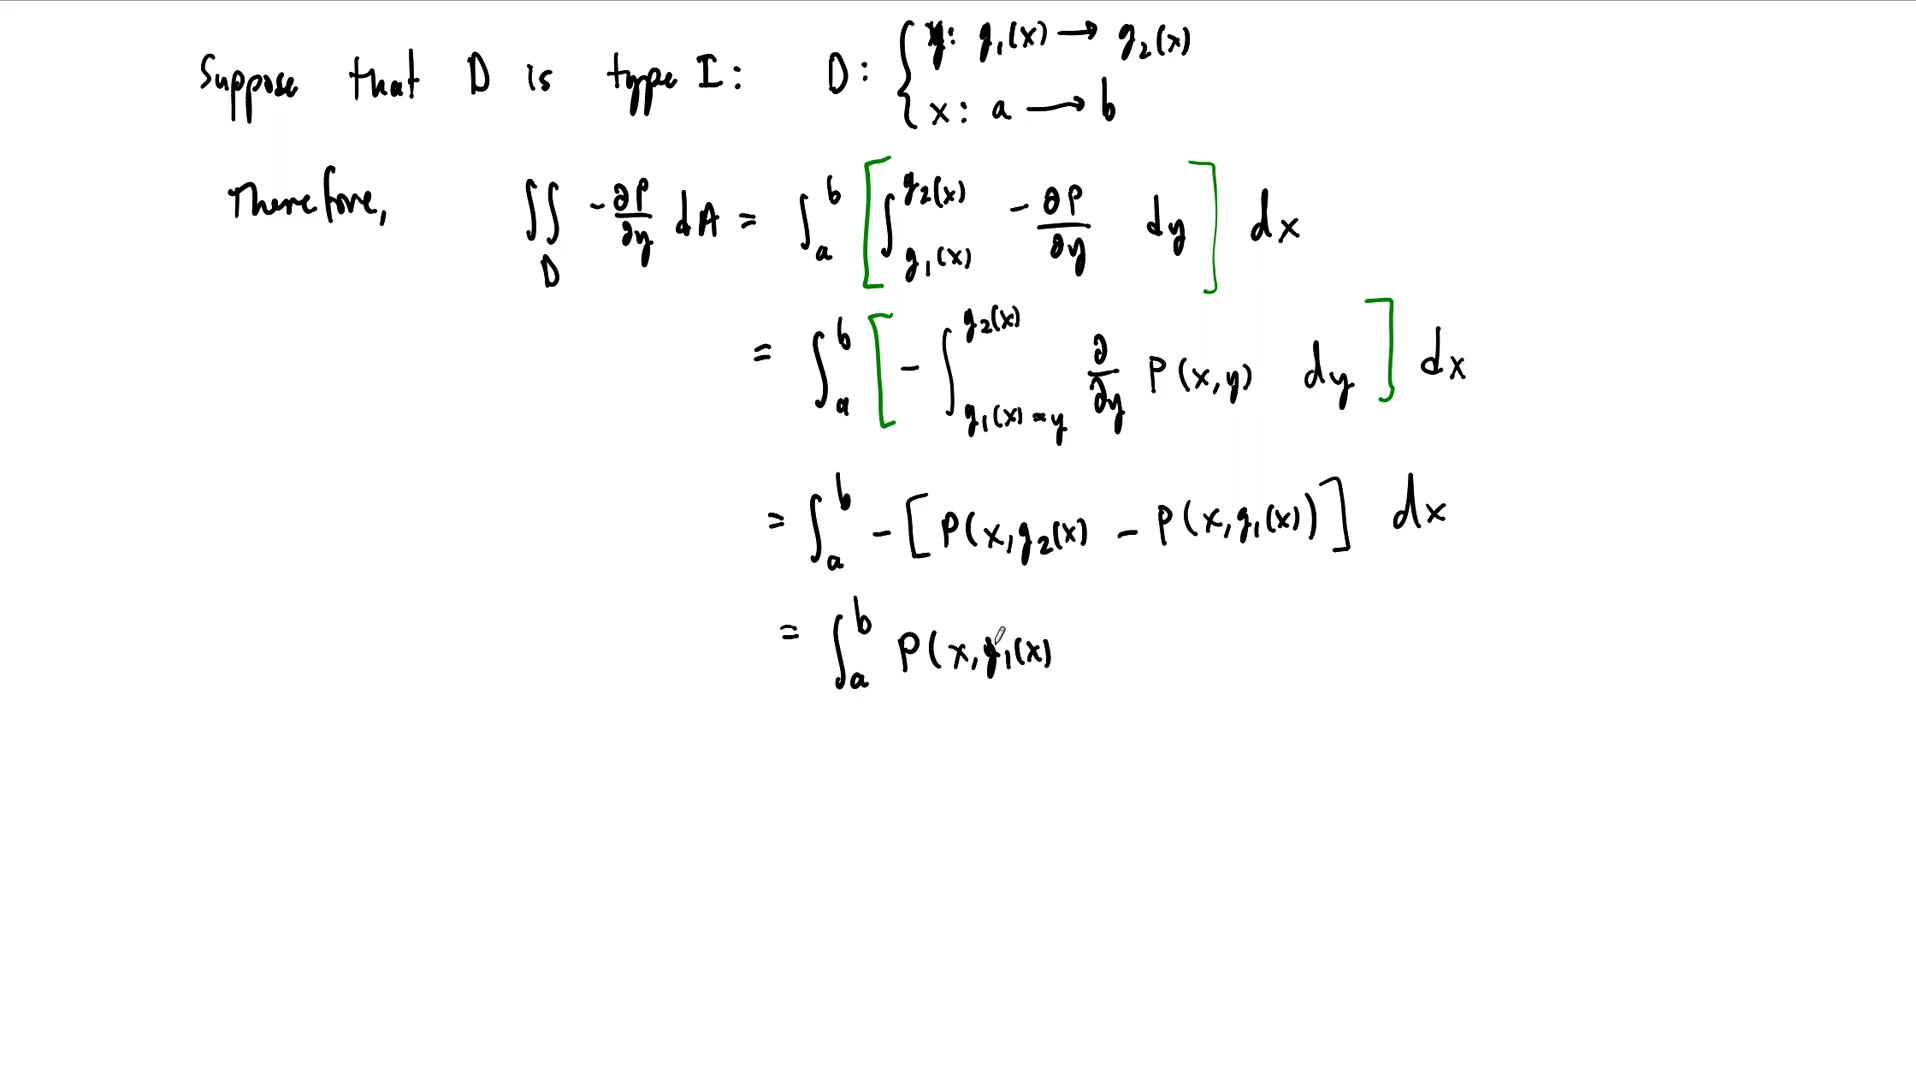 Suppose that D is type I: D: { y: g₁(x) → g₂(x)
x: a → b
Therefore, ∬_D -∂P/∂y dA = ∫_a^b [ ∫_{g₁(x)}^{g₂(x)} -∂P/∂y dy ] dx
= ∫_a^b [ - ∫_{g₁(x)=y}^{g₂(x)} ∂/∂y P(x,y) dy ] dx
= ∫_a^b - [ P(x,g₂(x) - P(x,g₁(x)) ] dx
= ∫_a^b P(x,g₁(x)